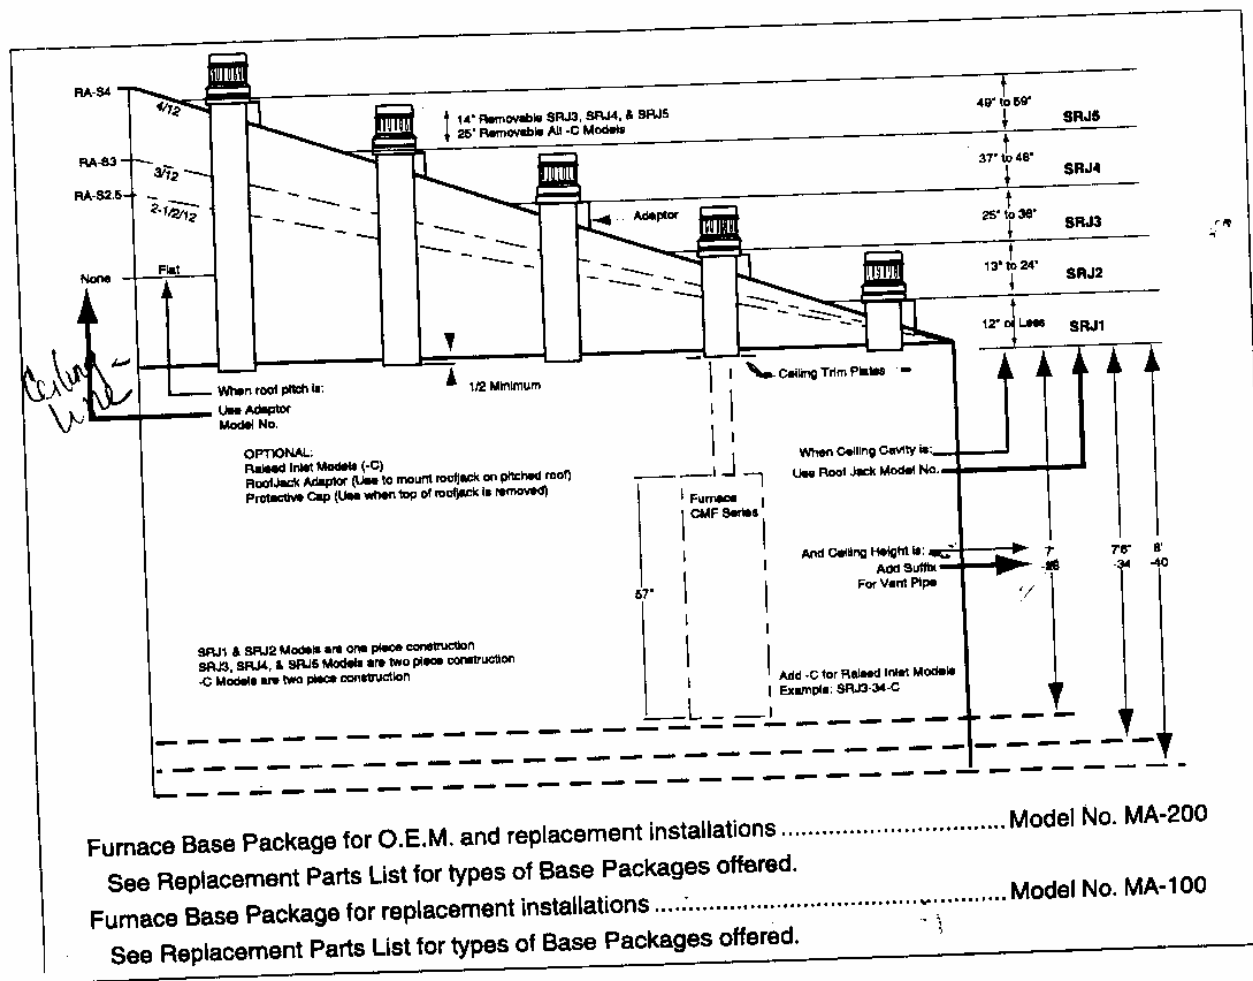 RA-S4
4/12
14" Removable SRJ3, SRJ4, & SRJ5
25" Removable All -C Models
49" to 59"
SRJ5
RA-S3
3/12
37" to 48"
SRJ4
RA-S2.5
2-1/2/12
Adaptor
25" to 36"
SRJ3
None
Flat
13" to 24"
SRJ2
12" or Less
SRJ1
Ceiling
Line
When roof pitch is:
Use Adaptor
Model No.
1/2 Minimum
Ceiling Trim Plates
OPTIONAL:
Raised Inlet Models (-C)
RoofJack Adaptor (Use to mount roofjack on pitched roof)
Protective Cap (Use when top of roofjack is removed)
When Ceiling Cavity is:
Use Roof Jack Model No.
Furnace
CMF Series
And Ceiling Height is:
Add Suffix
For Vent Pipe
7'
7'6"
8'
-28
-34
-40
57"
SRJ1 & SRJ2 Models are one piece construction
SRJ3, SRJ4, & SRJ5 Models are two piece construction
-C Models are two piece construction
Add -C for Raised Inlet Models
Example: SRJ3-34-C
Furnace Base Package for O.E.M. and replacement installations ................................ Model No. MA-200
See Replacement Parts List for types of Base Packages offered.
Furnace Base Package for replacement installations .................................................. Model No. MA-100
See Replacement Parts List for types of Base Packages offered.